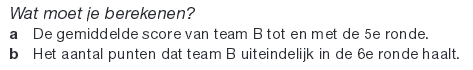 Wat moet je berekenen?
a De gemiddelde score van team B tot en met de 5e ronde.
b Het aantal punten dat team B uiteindelijk in de 6e ronde haalt.